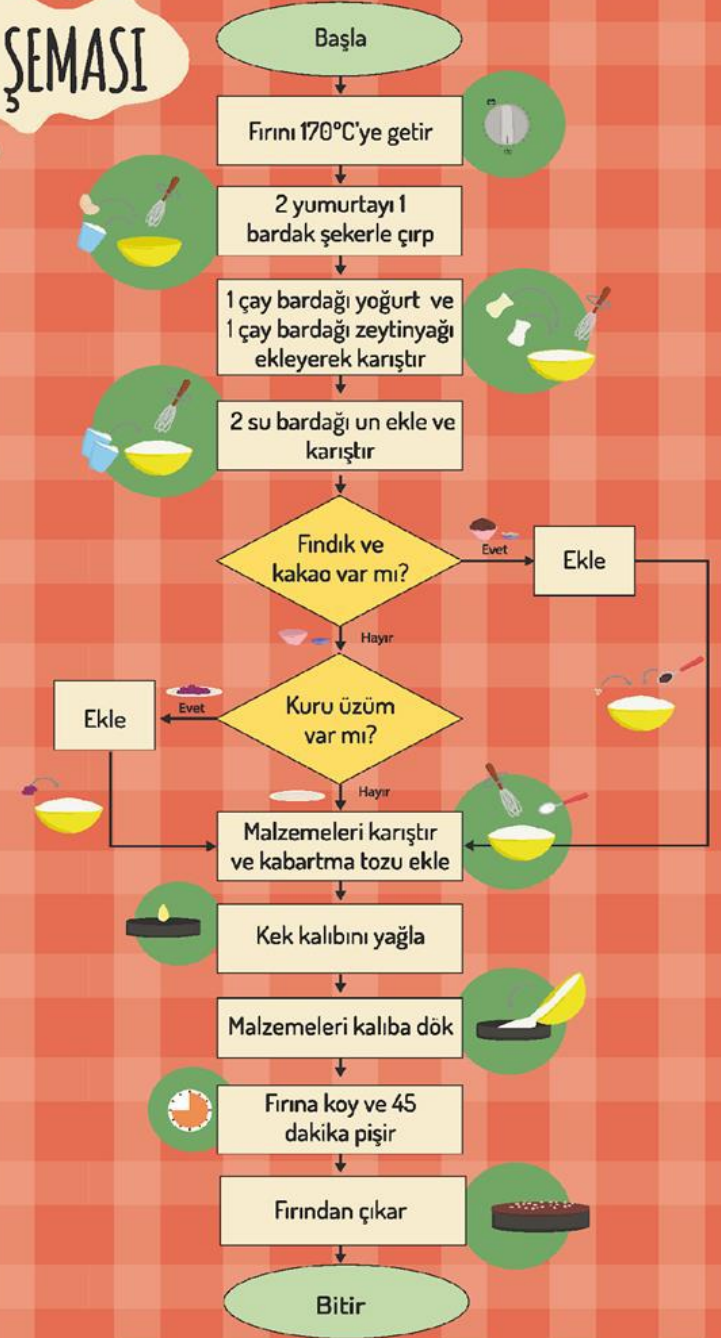 ŞEMASI
Başla
Fırını 170°C'ye getir
2 yumurtayı 1
bardak şekerle çırp
1 çay bardağı yoğurt ve
1 çay bardağı zeytinyağı
ekleyerek karıştır
2 su bardağı un ekle ve
karıştır
Fındık ve
kakao var mı?
Evet
Ekle
Hayır
Kuru üzüm
var mı?
Evet
Ekle
Hayır
Malzemeleri karıştır
ve kabartma tozu ekle
Kek kalıbını yağla
Malzemeleri kalıba dök
Fırına koy ve 45
dakika pişir
Fırından çıkar
Bitir